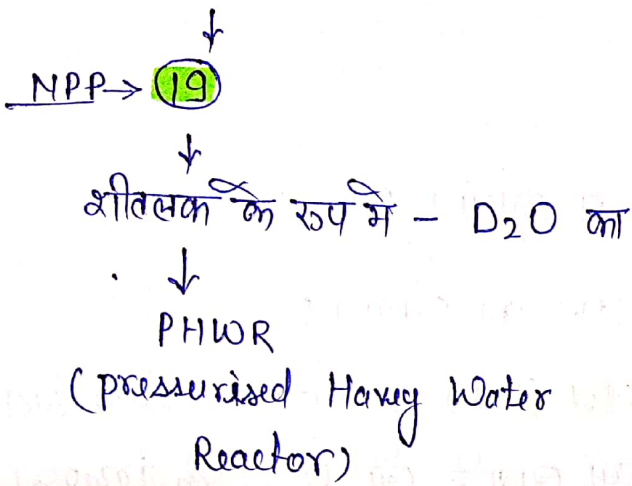 ↓
NPP→ 19
↓
शीतलक के रूप मे - D2O का
↓
PHWR
(pressurised Havey Water
Reactor)